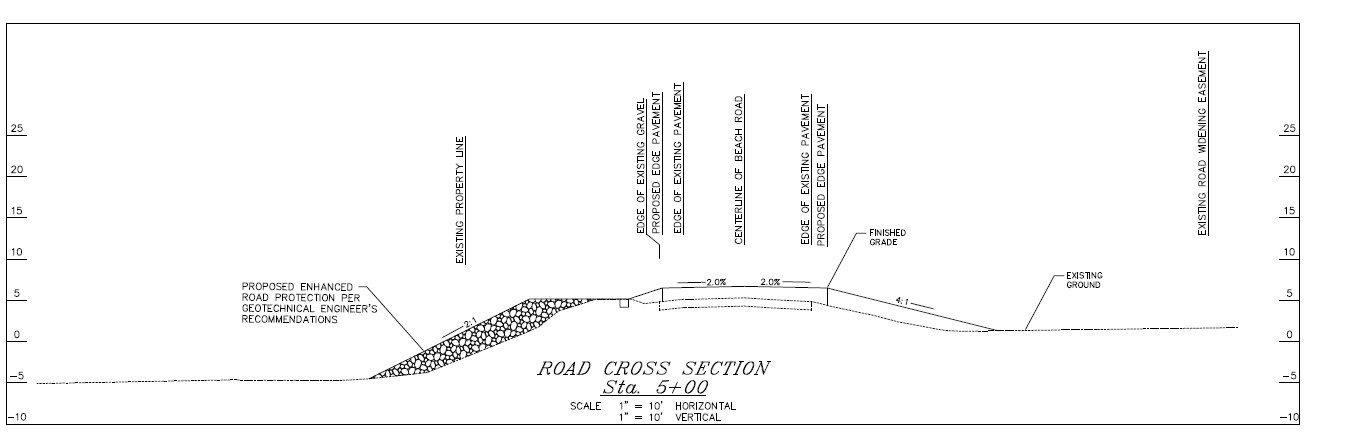 EXISTING PROPERTY LINE
EDGE OF EXISTING GRAVEL
PROPOSED EDGE PAVEMENT
EDGE OF EXISTING PAVEMENT
CENTERLINE OF BEACH ROAD
EDGE OF EXISTING PAVEMENT
PROPOSED EDGE PAVEMENT
EXISTING ROAD WIDENING EASEMENT
25
20
15
10
5
0
-5
-10
25
20
15
10
5
0
-5
-10
FINISHED
GRADE
EXISTING
GROUND
2.0%
2.0%
4:1
2:1
PROPOSED ENHANCED
ROAD PROTECTION PER
GEOTECHNICAL ENGINEER'S
RECOMMENDATIONS
ROAD CROSS SECTION
Sta. 5+00
SCALE 1" = 10' HORIZONTAL
1" = 10' VERTICAL